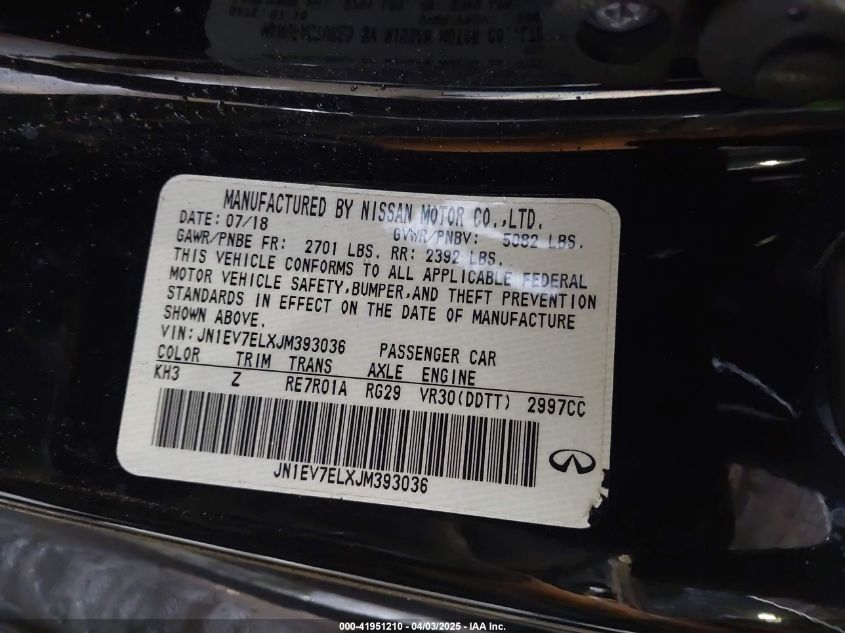 MANUFACTURED BY NISSAN MOTOR CO.,LTD.
DATE: 07/18 GVWR/PNBV: 5082 LBS.
GAWR/PNBE FR: 2701 LBS. RR: 2392 LBS.
THIS VEHICLE CONFORMS TO ALL APPLICABLE FEDERAL
MOTOR VEHICLE SAFETY,BUMPER,AND THEFT PREVENTION
STANDARDS IN EFFECT ON THE DATE OF MANUFACTURE
SHOWN ABOVE.
VIN:JN1EV7ELXJM393036 PASSENGER CAR
COLOR TRIM TRANS AXLE ENGINE
KH3 Z RE7R01A RG29 VR30(DDTT) 2997CC
JN1EV7ELXJM393036
000-41951210 - 04/03/2025 - IAA Inc.